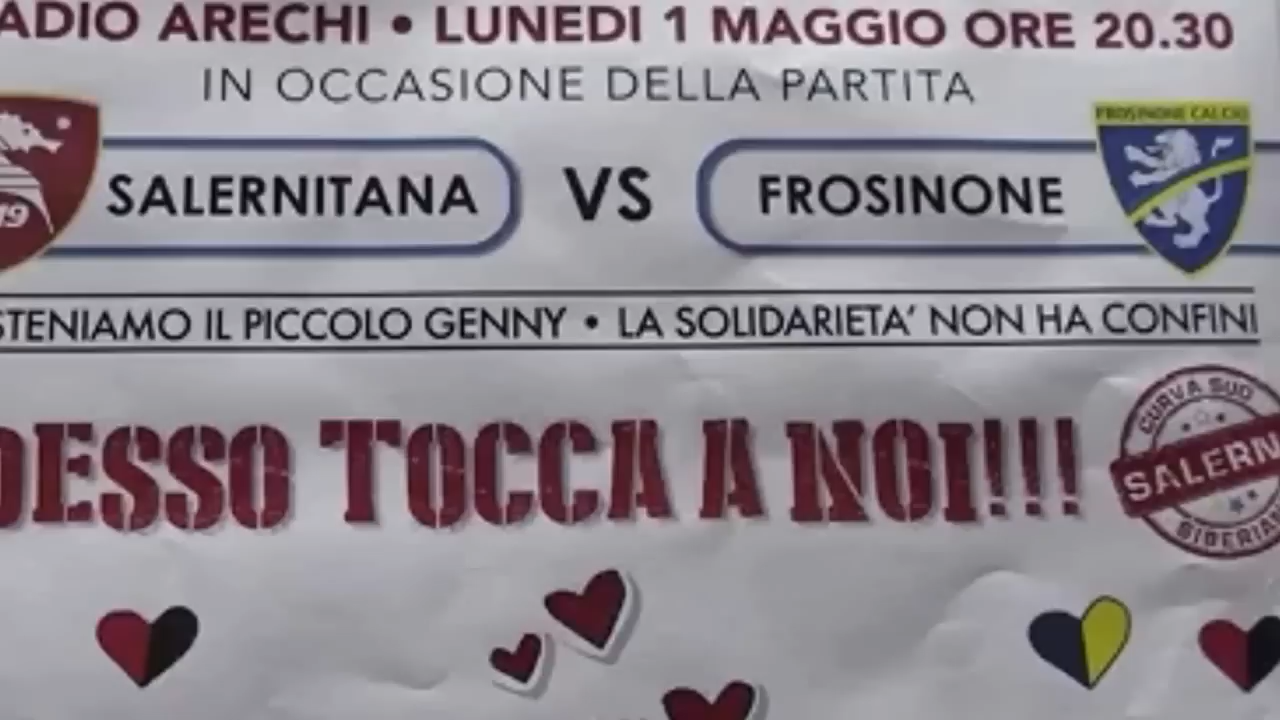 ADIO ARECHI • LUNEDI 1 MAGGIO ORE 20.30
IN OCCASIONE DELLA PARTITA
FROSINONE CALCIO
19
SALERNITANA VS FROSINONE
STENIAMO IL PICCOLO GENNY • LA SOLIDARIETA' NON HA CONFINI
DESSO TOCCA A NOI!!!
CURVA SUD
SALERN
SIBERIAN